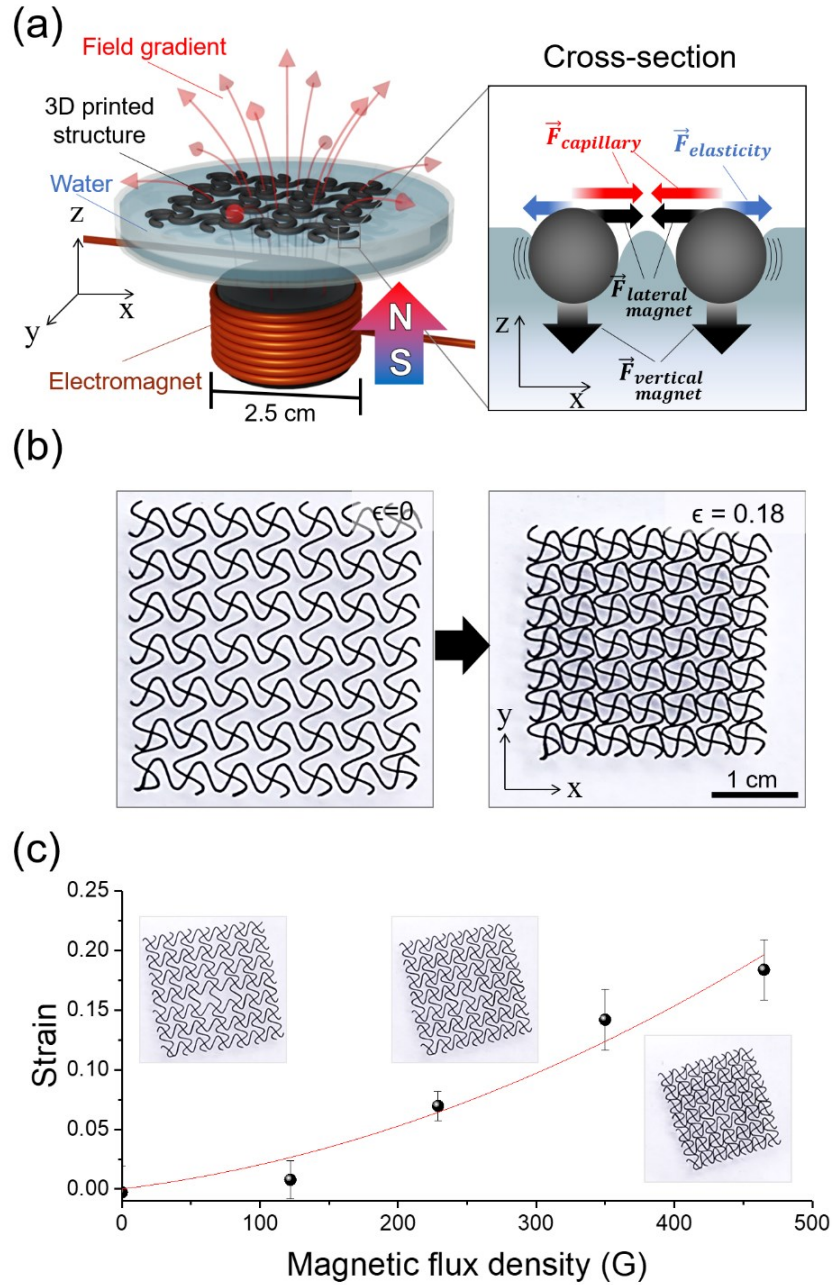 (a)
Field gradient
3D printed
structure
Water
z
x
y
N
S
Electromagnet
2.5 cm
Cross-section
F⃗capillary
F⃗elasticity
F⃗lateral
magnet
z
F⃗vertical
magnet
x
(b)
ϵ=0
ϵ = 0.18
y
x
1 cm
(c)
0.25
0.20
0.15
0.10
0.05
0.00
Strain
0
100
200
300
400
500
Magnetic flux density (G)